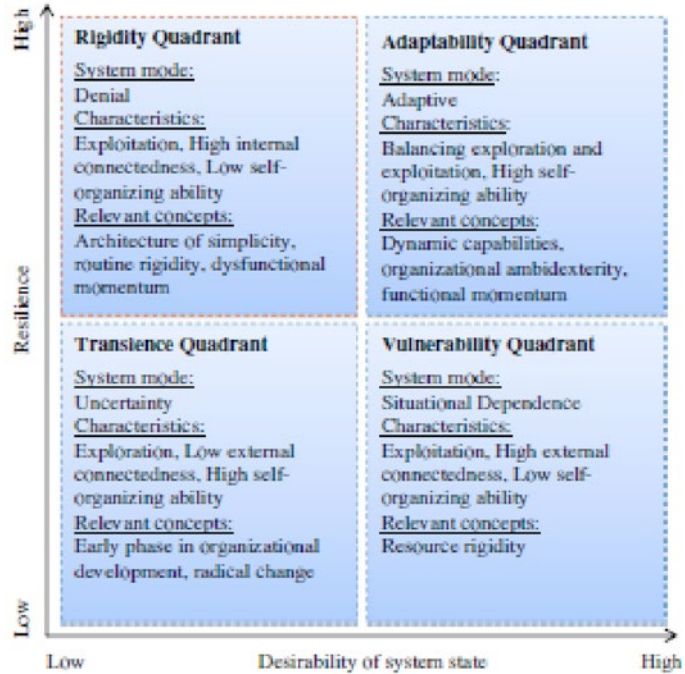 High
Resilience
Low
Rigidity Quadrant
System mode:
Denial
Characteristics:
Exploitation, High internal
connectedness, Low self-
organizing ability
Relevant concepts:
Architecture of simplicity,
routine rigidity, dysfunctional
momentum
Adaptability Quadrant
System mode:
Adaptive
Characteristics:
Balancing exploration and
exploitation, High self-
organizing ability
Relevant concepts:
Dynamic capabilities,
organizational ambidexterity,
functional momentum
Transience Quadrant
System mode:
Uncertainty
Characteristics:
Exploration, Low external
connectedness, High self-
organizing ability
Relevant concepts:
Early phase in organizational
development, radical change
Vulnerability Quadrant
System mode:
Situational Dependence
Characteristics:
Exploitation, High external
connectedness, Low self-
organizing ability
Relevant concepts:
Resource rigidity
Low
Desirability of system state
High